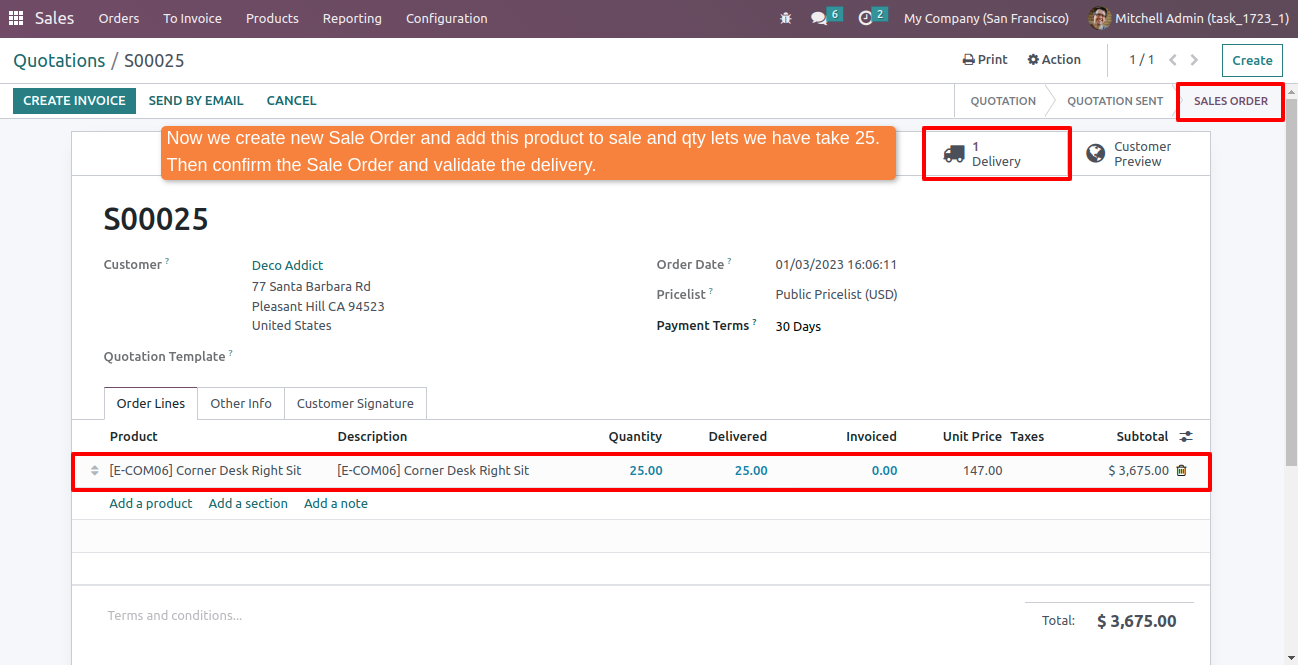 Sales Orders To Invoice Products Reporting Configuration 6 2 My Company (San Francisco) Mitchell Admin (task_1723_1)
Quotations / S00025 Print Action 1 / 1 Create
CREATE INVOICE SEND BY EMAIL CANCEL QUOTATION QUOTATION SENT SALES ORDER
Now we create new Sale Order and add this product to sale and qty lets we have take 25.
Then confirm the Sale Order and validate the delivery.
1
Delivery
Customer
Preview
S00025
Customer ? Deco Addict
77 Santa Barbara Rd
Pleasant Hill CA 94523
United States
Quotation Template ?
Order Date ? 01/03/2023 16:06:11
Pricelist ? Public Pricelist (USD)
Payment Terms ? 30 Days
Order Lines Other Info Customer Signature
Product Description Quantity Delivered Invoiced Unit Price Taxes Subtotal
[E-COM06] Corner Desk Right Sit [E-COM06] Corner Desk Right Sit 25.00 25.00 0.00 147.00 $ 3,675.00
Add a product Add a section Add a note
Terms and conditions...
Total: $ 3,675.00